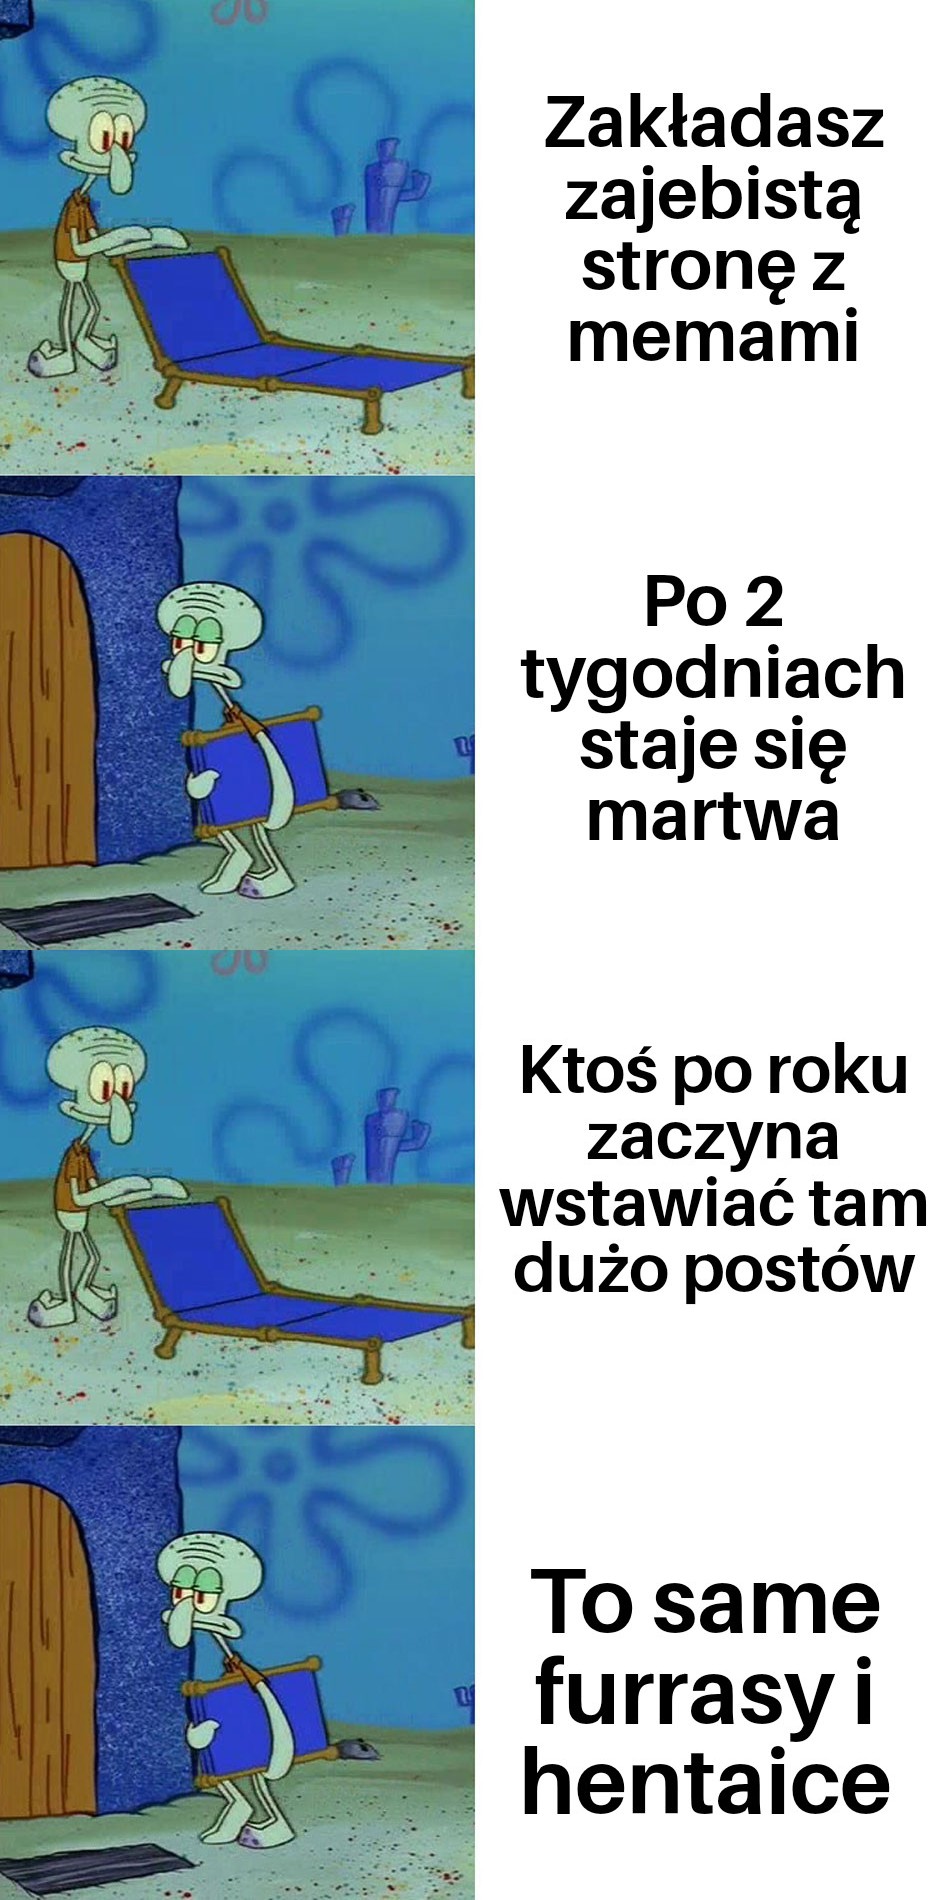 Zakładasz
zajebistą
stronę z
memami
Po 2
tygodniach
staje się
martwa
Ktoś po roku
zaczyna
wstawiać tam
dużo postów
To same
furrasy i
hentaice